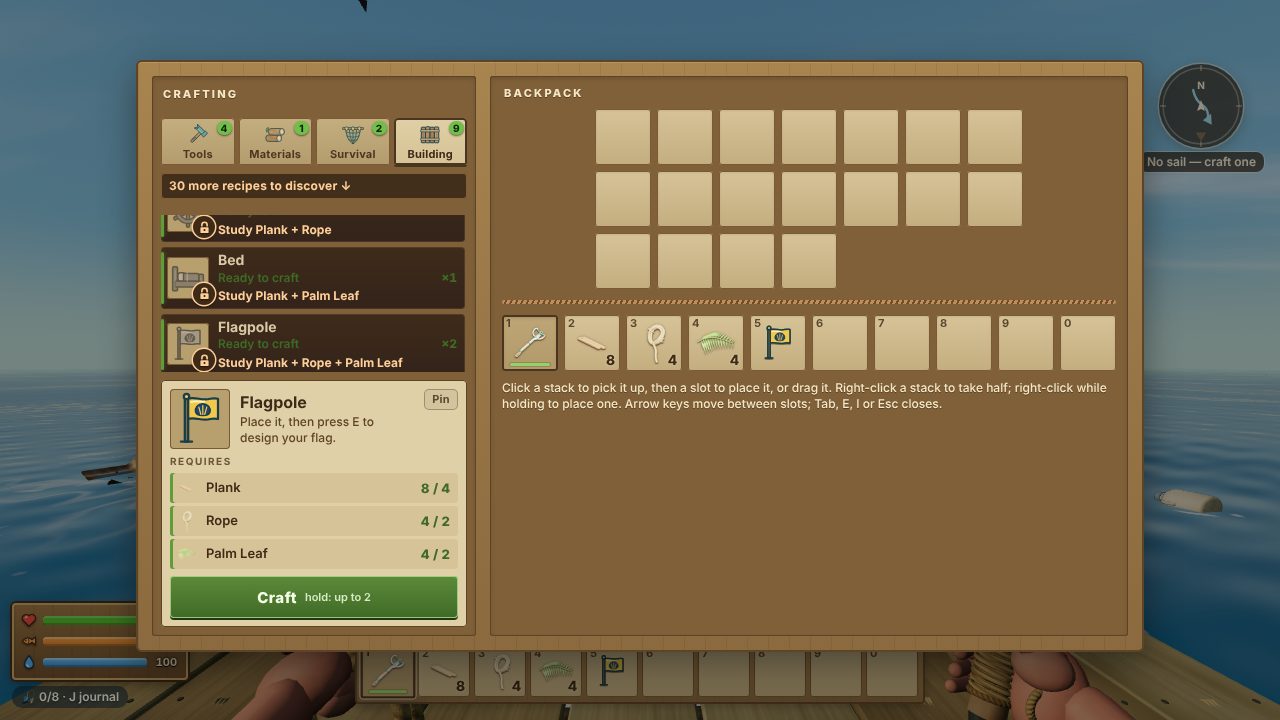 CRAFTING
4
1
2
9
Tools
Materials
Survival
Building
30 more recipes to discover ↓
Study Plank + Rope
Bed
Ready to craft
×1
Study Plank + Palm Leaf
Flagpole
Ready to craft
×2
Study Plank + Rope + Palm Leaf
Flagpole
Pin
Place it, then press E to
design your flag.
REQUIRES
Plank
8 / 4
Rope
4 / 2
Palm Leaf
4 / 2
Craft hold: up to 2
BACKPACK
1
2
3
4
5
6
7
8
9
0
8
4
4
Click a stack to pick it up, then a slot to place it, or drag it. Right-click a stack to take half; right-click while
holding to place one. Arrow keys move between slots; Tab, E, I or Esc closes.
N
No sail — craft one
100
0/8 · J journal
1
2
3
4
5
6
7
8
9
0
8
4
4